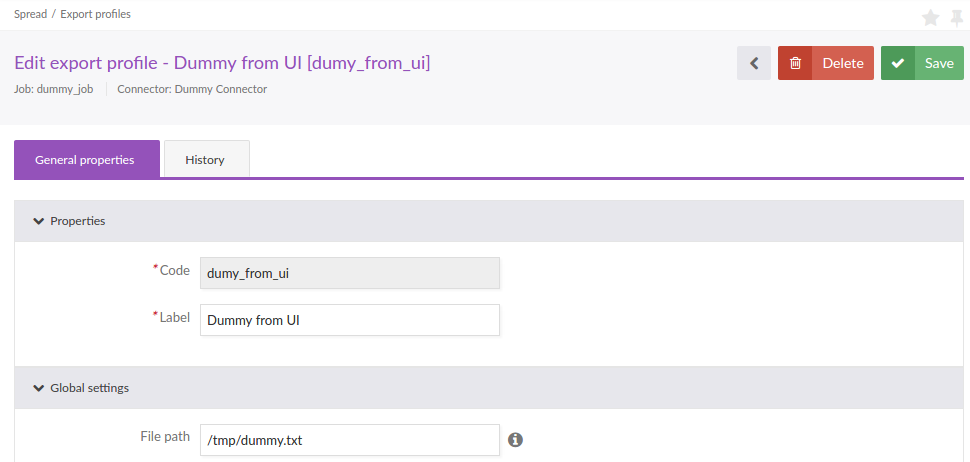 Spread / Export profiles
Edit export profile - Dummy from UI [dumy_from_ui]
Delete
Save
Job: dummy_job
Connector: Dummy Connector
General properties
History
Properties
*Code
dumy_from_ui
*Label
Dummy from UI
Global settings
File path
/tmp/dummy.txt